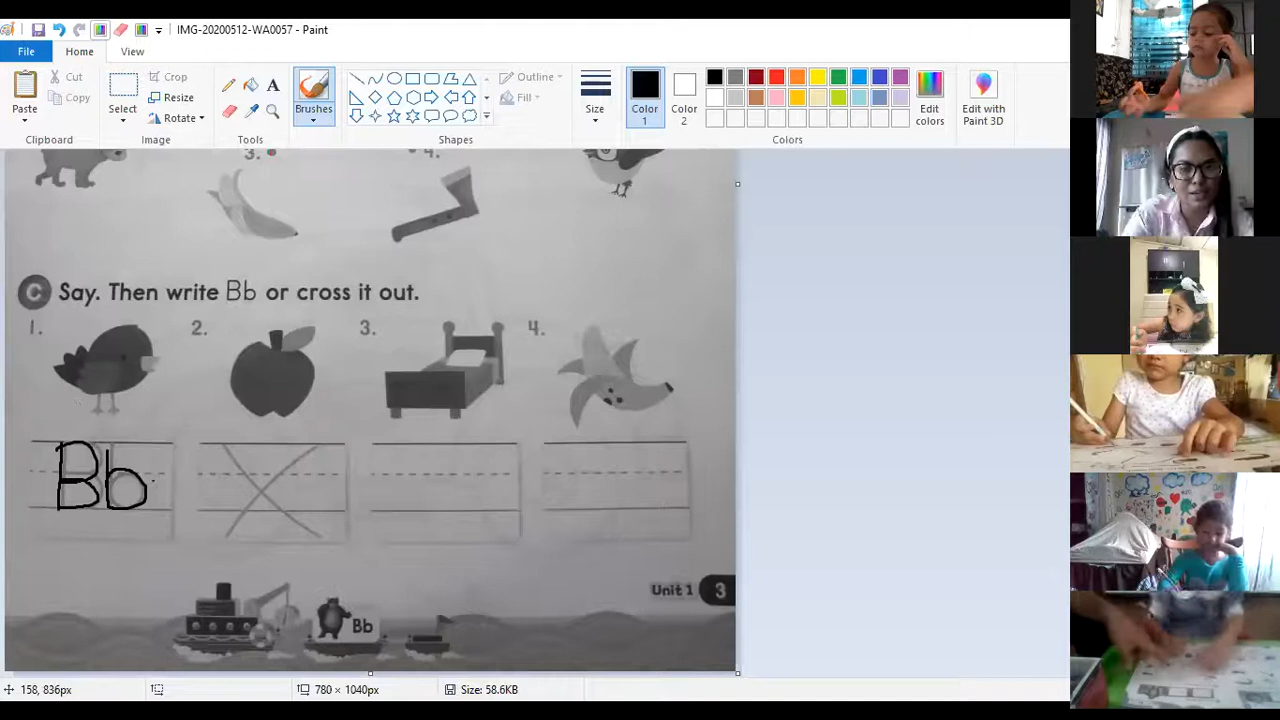 IMG-20200512-WA0057 - Paint
File Home View
Paste Cut Copy
Clipboard
Select Crop Resize Rotate
Image
A
Tools
Brushes
Outline Fill
Shapes
Size
Color 1 Color 2
Edit colors
Colors
Edit with Paint 3D
3. 4.
C Say. Then write Bb or cross it out.
1. 2. 3. 4.
Bb
Bb
Unit 1 3
158, 836px 780 × 1040px Size: 58.6KB